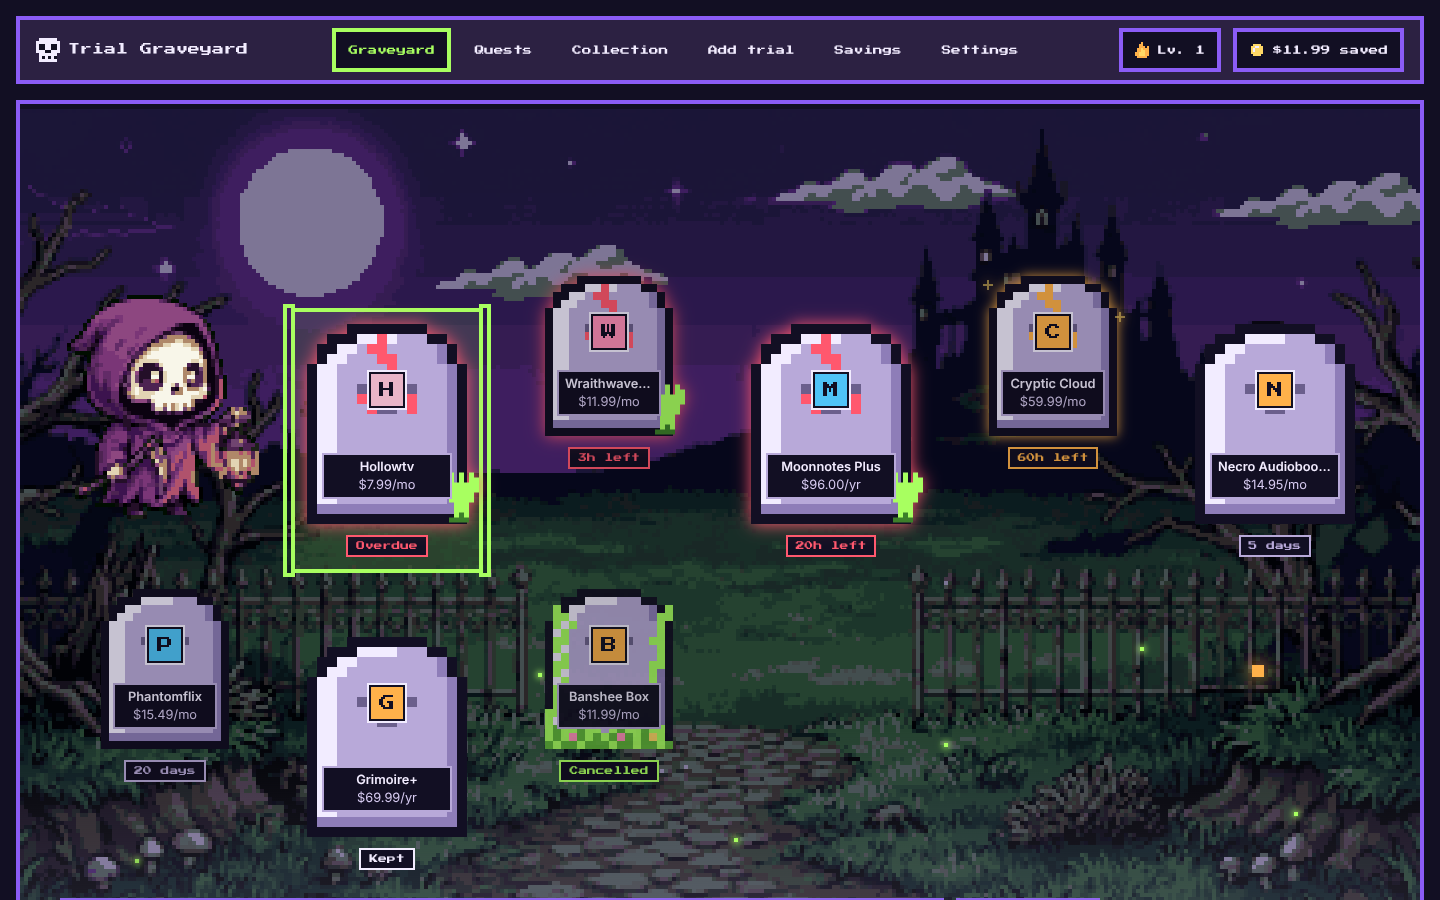 Trial Graveyard
Graveyard
Quests
Collection
Add trial
Savings
Settings
Lv. 1
$11.99 saved
H
Hollowtv
$7.99/mo
Overdue
W
Wraithwave...
$11.99/mo
3h left
M
Moonnotes Plus
$96.00/yr
20h left
C
Cryptic Cloud
$59.99/mo
60h left
N
Necro Audioboo...
$14.95/mo
5 days
P
Phantomflix
$15.49/mo
20 days
G
Grimoire+
$69.99/yr
Kept
B
Banshee Box
$11.99/mo
Cancelled